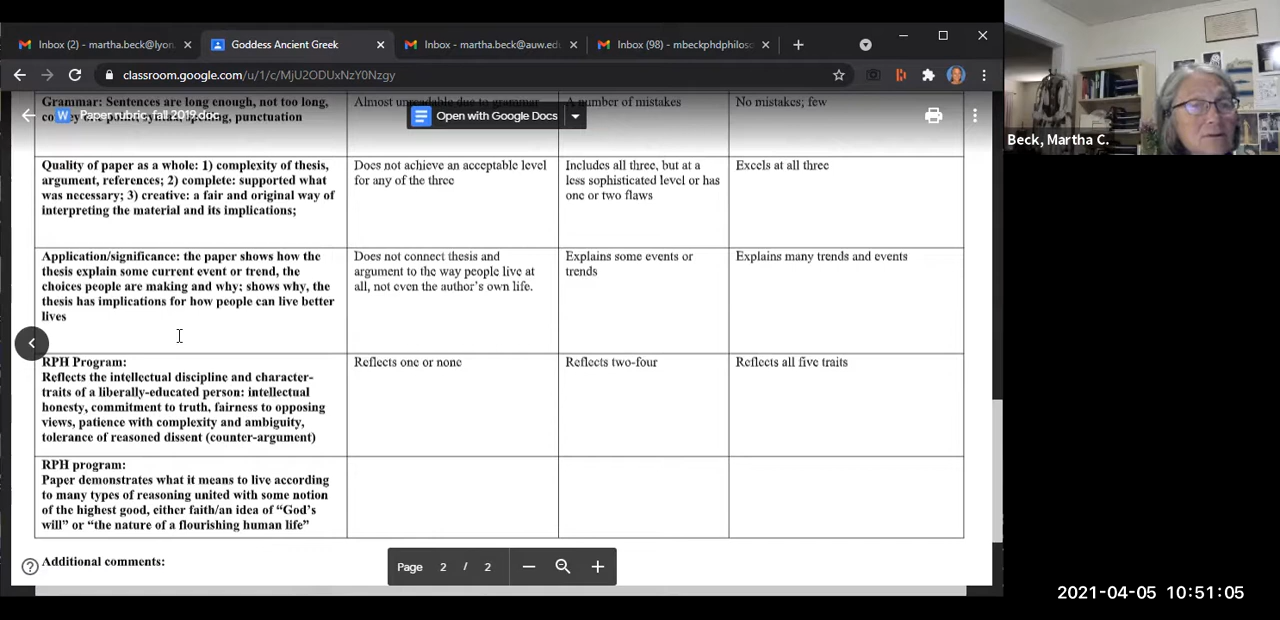 Inbox (2) - martha.beck@lyon.
Goddess Ancient Greek
Inbox - martha.beck@auw.ed
Inbox (98) - mbeckphdphilos
classroom.google.com/u/1/c/MjU2ODUxNzY0Nzgy
Paper rubric, fall 2019.doc
Open with Google Docs
Grammar: Sentences are long enough, not too long,
punctuation
Almost unreadable due to grammar
A number of mistakes
No mistakes; few
Quality of paper as a whole: 1) complexity of thesis,
argument, references; 2) complete: supported what
was necessary; 3) creative: a fair and original way of
interpreting the material and its implications;
Does not achieve an acceptable level
for any of the three
Includes all three, but at a
less sophisticated level or has
one or two flaws
Excels at all three
Application/significance: the paper shows how the
thesis explain some current event or trend, the
choices people are making and why; shows why, the
thesis has implications for how people can live better
lives
Does not connect thesis and
argument to the way people live at
all, not even the author's own life.
Explains some events or
trends
Explains many trends and events
RPH Program:
Reflects the intellectual discipline and character-
traits of a liberally-educated person: intellectual
honesty, commitment to truth, fairness to opposing
views, patience with complexity and ambiguity,
tolerance of reasoned dissent (counter-argument)
Reflects one or none
Reflects two-four
Reflects all five traits
RPH program:
Paper demonstrates what it means to live according
to many types of reasoning united with some notion
of the highest good, either faith/an idea of "God's
will" or "the nature of a flourishing human life"
Additional comments:
Page 2 / 2
Beck, Martha C.
2021-04-05 10:51:05